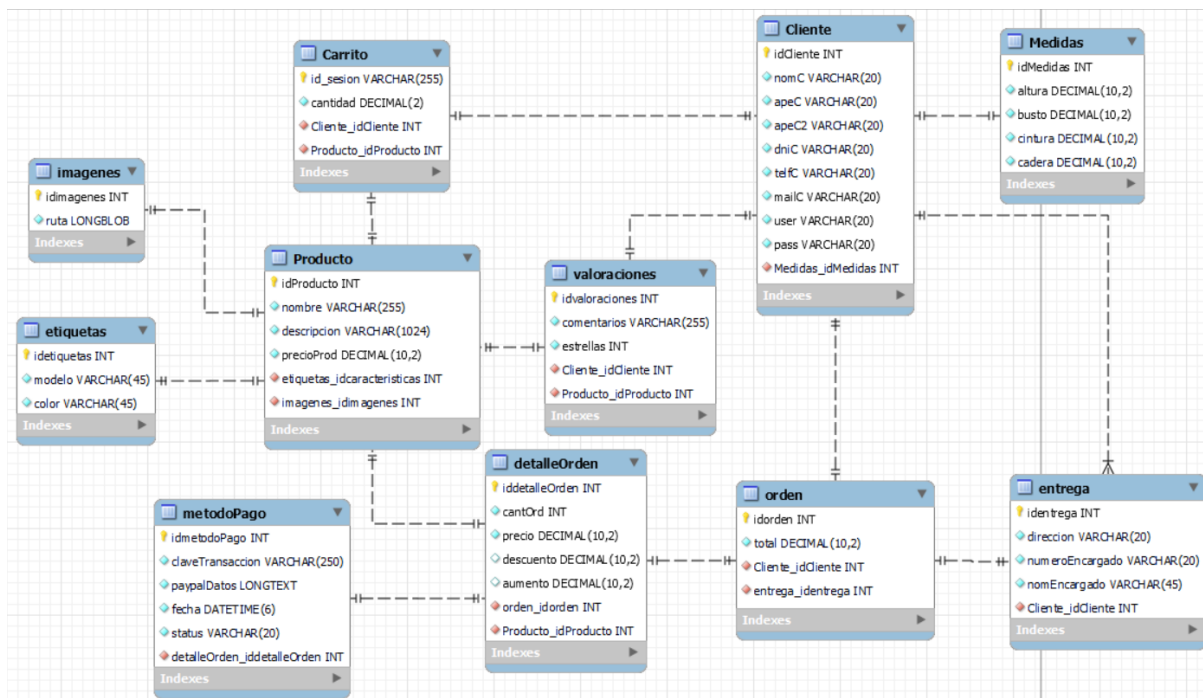 Carrito
id_sesion VARCHAR(255)
cantidad DECIMAL(2)
Cliente_idCliente INT
Producto_idProducto INT
Indexes
Cliente
idCliente INT
nomC VARCHAR(20)
apeC VARCHAR(20)
apeC2 VARCHAR(20)
dniC VARCHAR(20)
telfC VARCHAR(20)
mailC VARCHAR(20)
user VARCHAR(20)
pass VARCHAR(20)
Medidas_idMedidas INT
Indexes
Medidas
idMedidas INT
altura DECIMAL(10,2)
busto DECIMAL(10,2)
cintura DECIMAL(10,2)
cadera DECIMAL(10,2)
Indexes
imagenes
idimagenes INT
ruta LONGBLOB
Indexes
Producto
idProducto INT
nombre VARCHAR(255)
descripcion VARCHAR(1024)
precioProd DECIMAL(10,2)
etiquetas_idcaracteristicas INT
imagenes_idimagenes INT
Indexes
valoraciones
idvaloraciones INT
comentarios VARCHAR(255)
estrellas INT
Cliente_idCliente INT
Producto_idProducto INT
Indexes
etiquetas
idetiquetas INT
modelo VARCHAR(45)
color VARCHAR(45)
Indexes
metodoPago
idmetodoPago INT
claveTransaccion VARCHAR(250)
paypalDatos LONGTEXT
fecha DATETIME(6)
status VARCHAR(20)
detalleOrden_iddetalleOrden INT
Indexes
detalleOrden
iddetalleOrden INT
cantOrd INT
precio DECIMAL(10,2)
descuento DECIMAL(10,2)
aumento DECIMAL(10,2)
orden_idorden INT
Producto_idProducto INT
Indexes
orden
idorden INT
total DECIMAL(10,2)
Cliente_idCliente INT
entrega_identrega INT
Indexes
entrega
identrega INT
direccion VARCHAR(20)
numeroEncargado VARCHAR(20)
nomEncargado VARCHAR(45)
Cliente_idCliente INT
Indexes